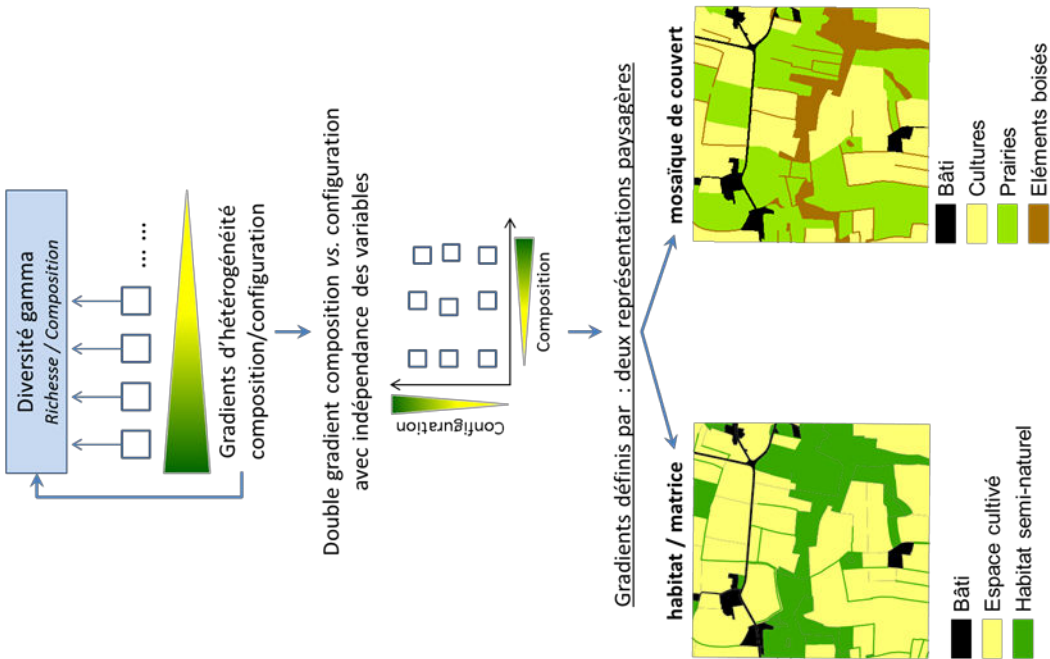 Diversité gamma
Richesse / Composition
... ...
Gradients d'hétérogénéité
composition/configuration
Double gradient composition vs. configuration
avec indépendance des variables
Configuration
Composition
Gradients définis par : deux représentations paysagères
habitat / matrice
Bâti
Espace cultivé
Habitat semi-naturel
mosaïque de couvert
Bâti
Cultures
Prairies
Eléments boisés